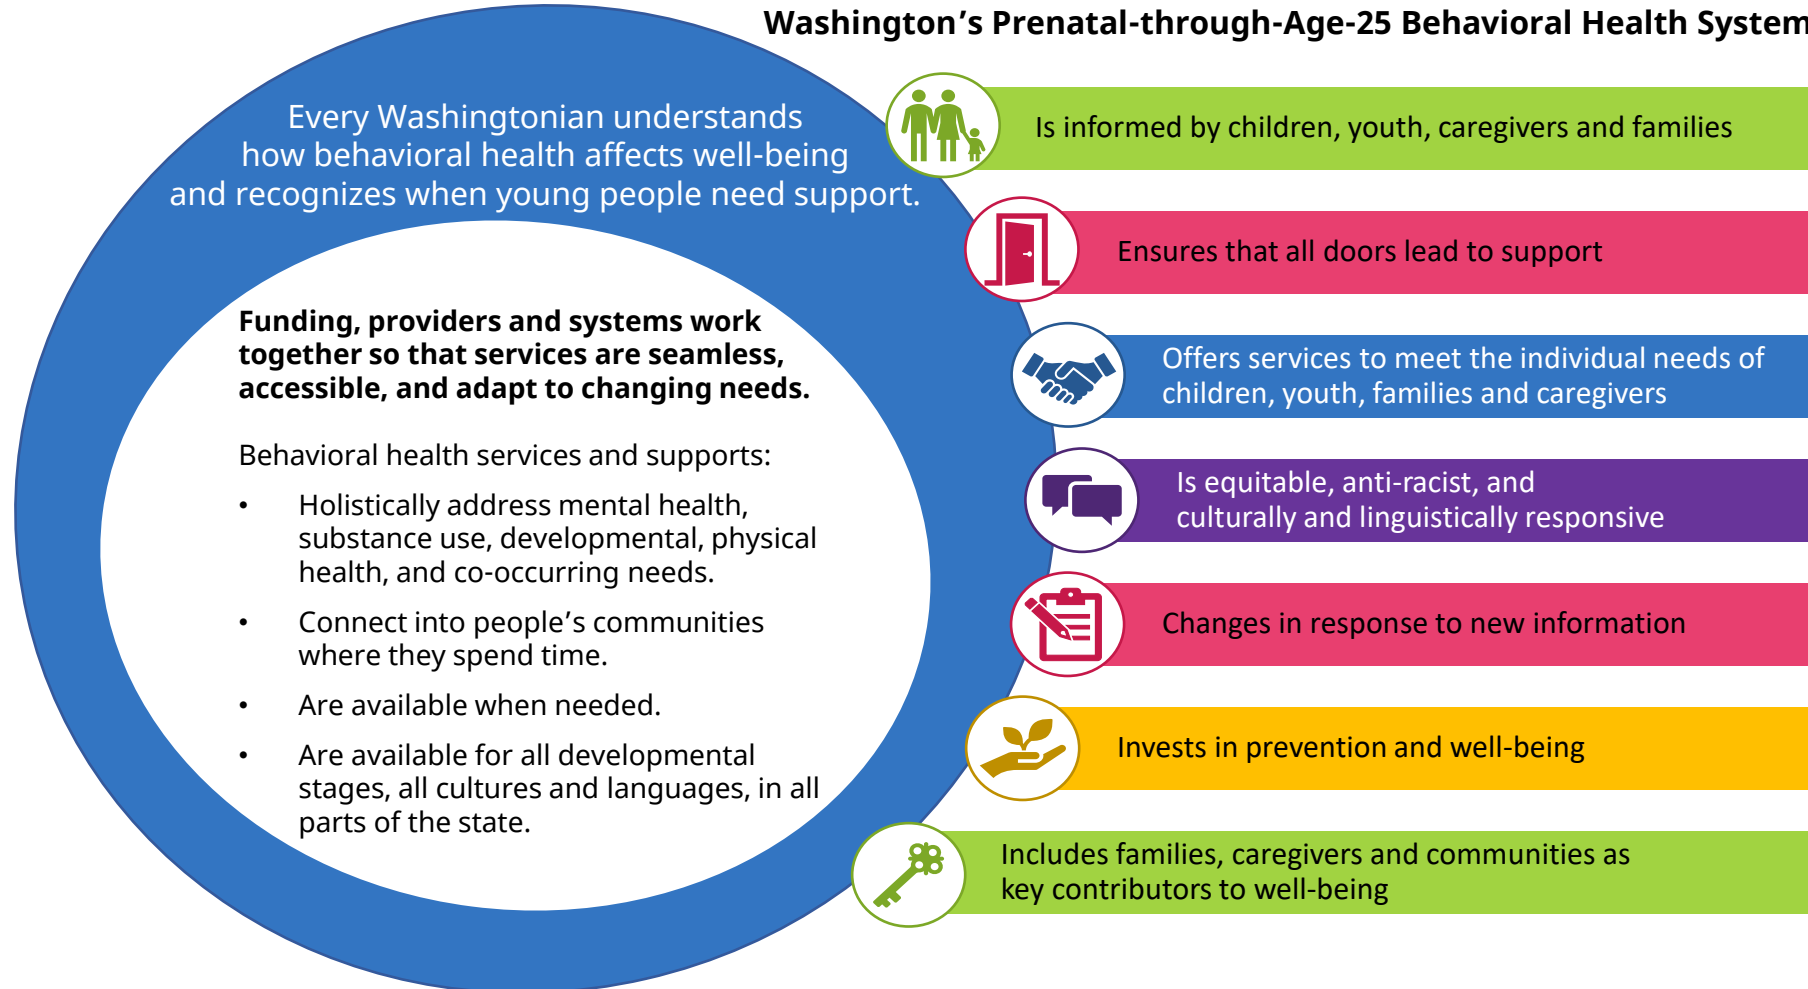 Washington’s Prenatal-through-Age-25 Behavioral Health System
Every Washingtonian understands
how behavioral health affects well-being
and recognizes when young people need support.
Funding, providers and systems work
together so that services are seamless,
accessible, and adapt to changing needs.
Behavioral health services and supports:
• Holistically address mental health,
substance use, developmental, physical
health, and co-occurring needs.
• Connect into people’s communities
where they spend time.
• Are available when needed.
• Are available for all developmental
stages, all cultures and languages, in all
parts of the state.
Is informed by children, youth, caregivers and families
Ensures that all doors lead to support
Offers services to meet the individual needs of
children, youth, families and caregivers
Is equitable, anti-racist, and
culturally and linguistically responsive
Changes in response to new information
Invests in prevention and well-being
Includes families, caregivers and communities as
key contributors to well-being